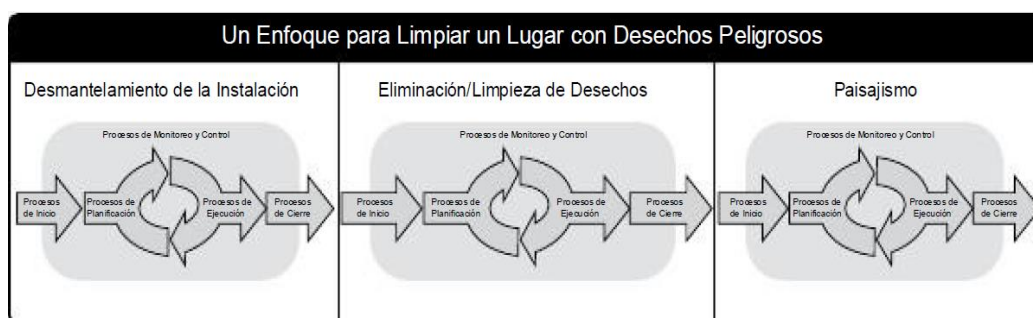 Un Enfoque para Limpiar un Lugar con Desechos Peligrosos
Desmantelamiento de la Instalación
Procesos de Monitoreo y Control
Procesos
de Inicio
Procesos de
Planificación
Procesos de
Ejecución
Procesos
de Cierre
Eliminación/Limpieza de Desechos
Procesos de Monitoreo y Control
Procesos
de Inicio
Procesos de
Planificación
Procesos de
Ejecución
Procesos
de Cierre
Paisajismo
Procesos de Monitoreo y Control
Procesos
de Inicio
Procesos de
Planificación
Procesos de
Ejecución
Procesos
de Cierre